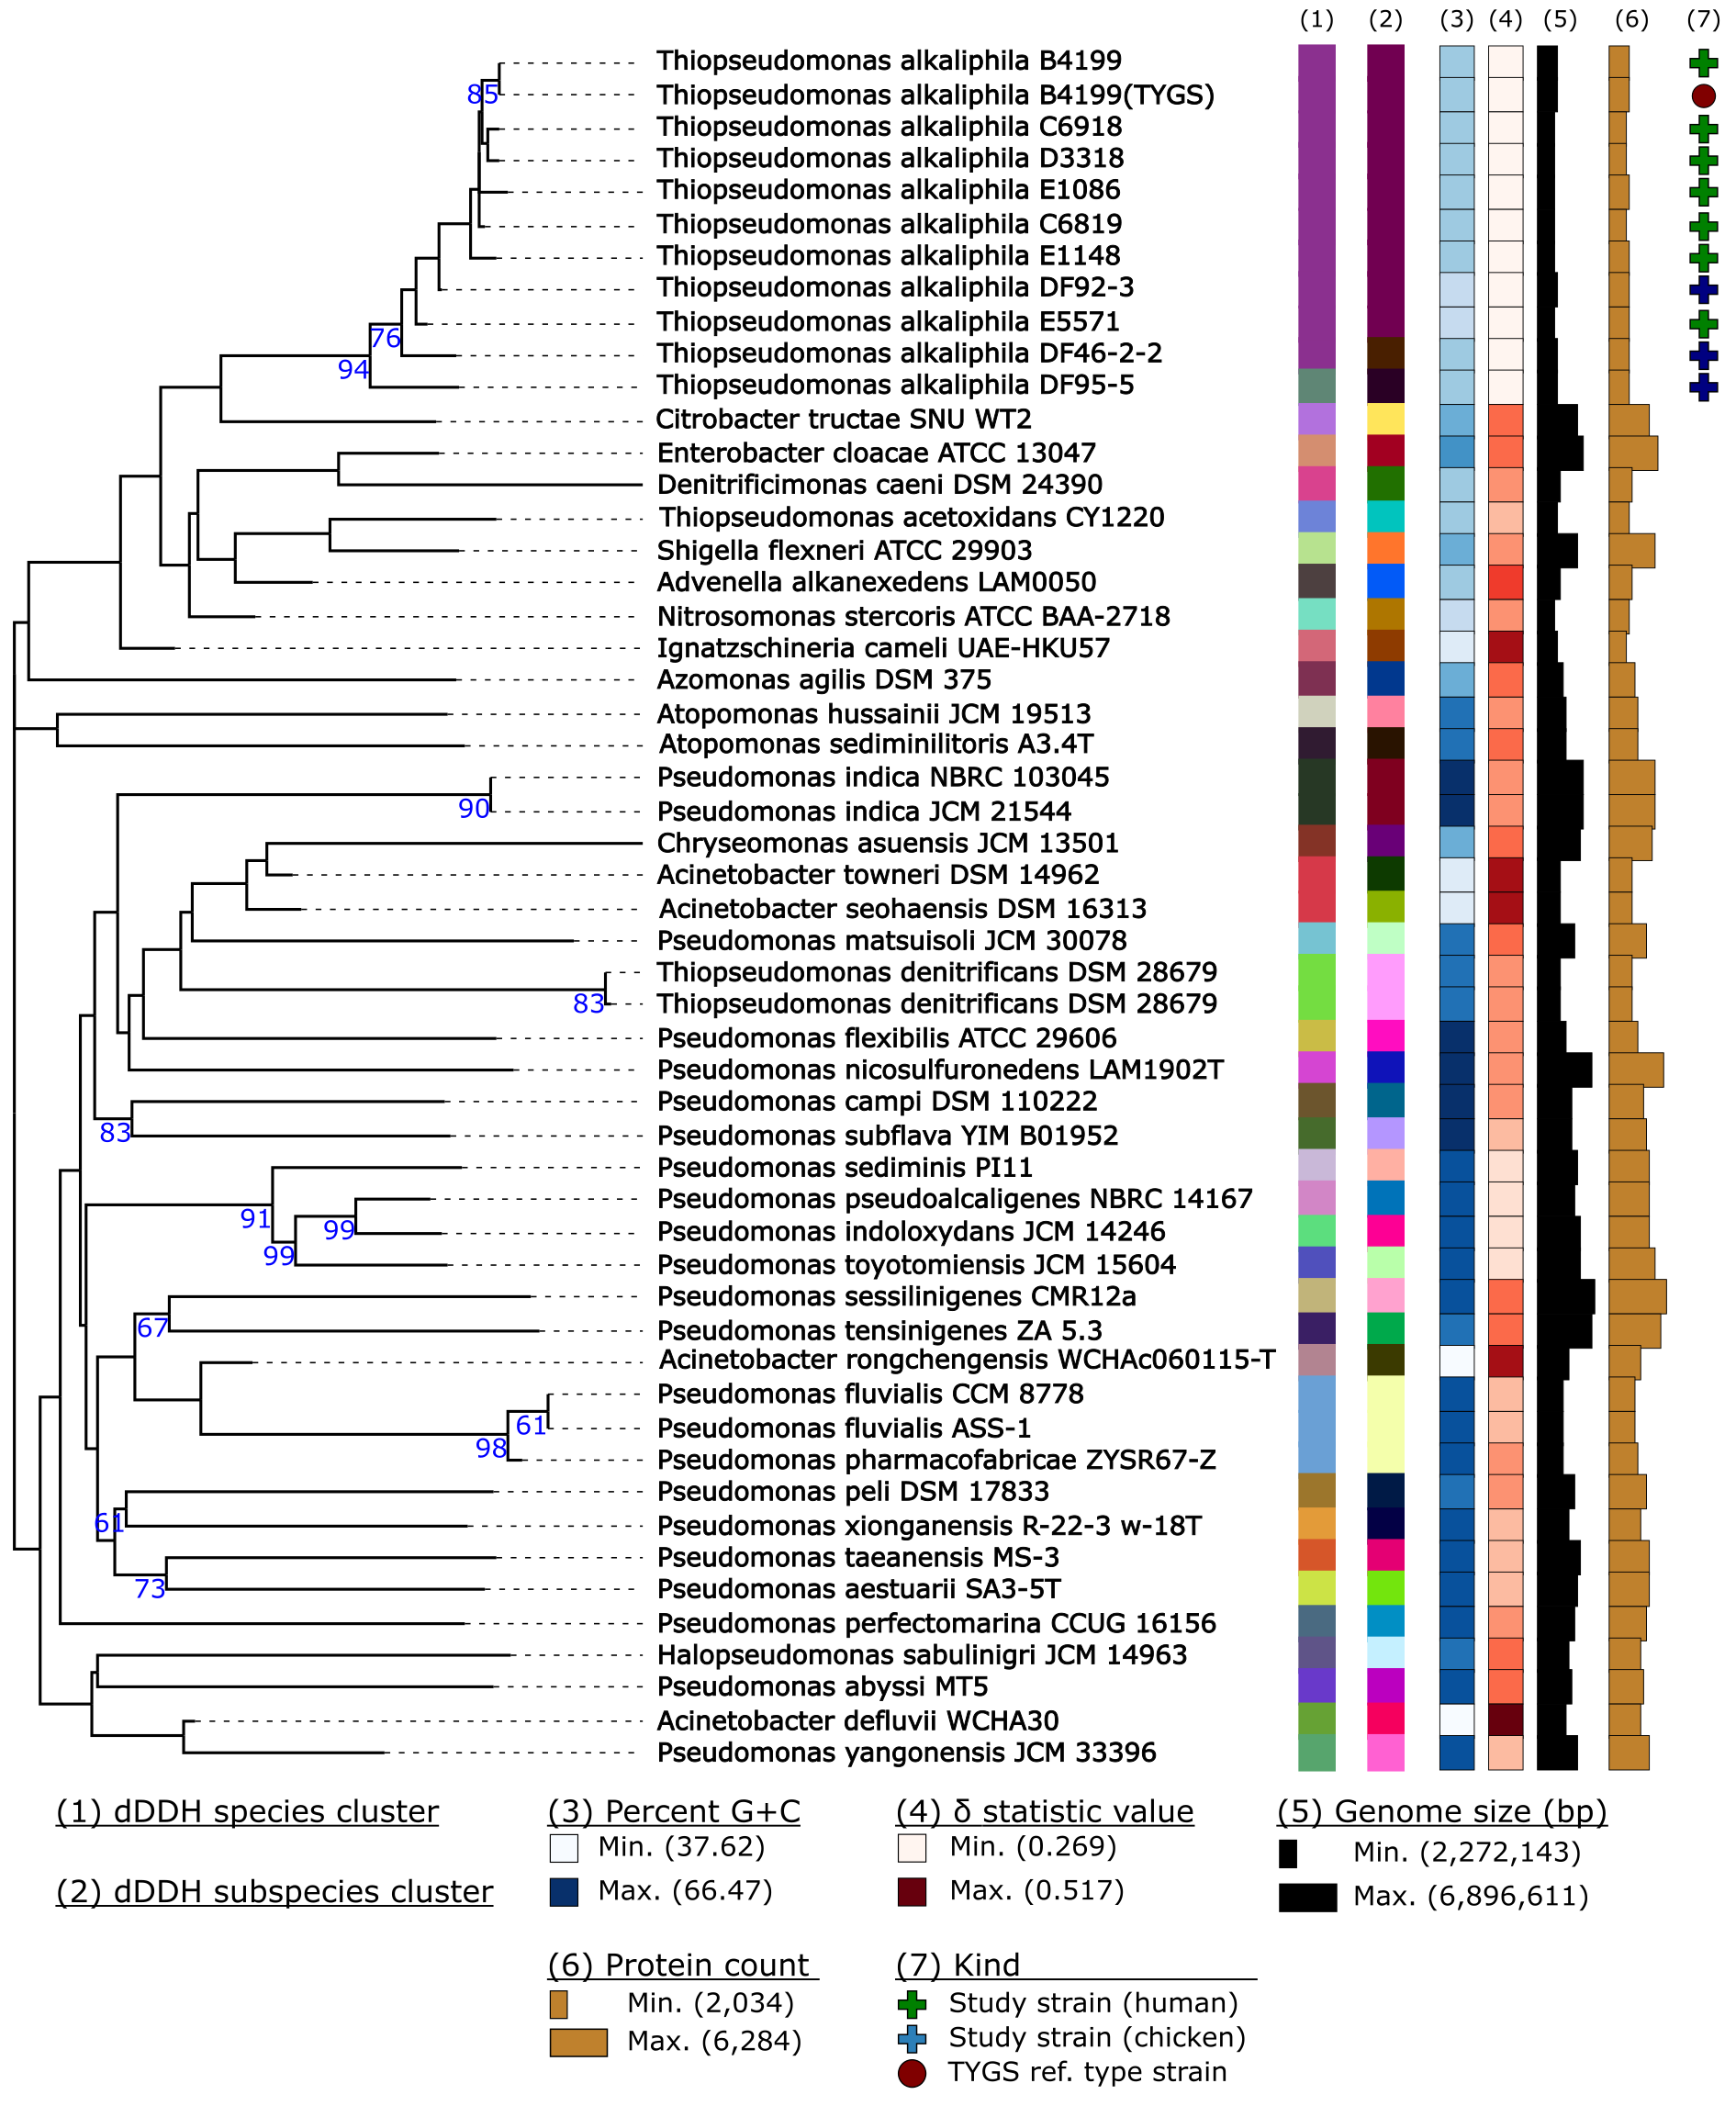 (1) (2) (3) (4) (5) (6) (7)
Thiopseudomonas alkaliphila B4199
85
Thiopseudomonas alkaliphila B4199(TYGS)
Thiopseudomonas alkaliphila C6918
Thiopseudomonas alkaliphila D3318
Thiopseudomonas alkaliphila E1086
Thiopseudomonas alkaliphila C6819
Thiopseudomonas alkaliphila E1148
Thiopseudomonas alkaliphila DF92-3
Thiopseudomonas alkaliphila E5571
76
Thiopseudomonas alkaliphila DF46-2-2
94
Thiopseudomonas alkaliphila DF95-5
Citrobacter tructae SNU WT2
Enterobacter cloacae ATCC 13047
Denitrificimonas caeni DSM 24390
Thiopseudomonas acetoxidans CY1220
Shigella flexneri ATCC 29903
Advenella alkanexedens LAM0050
Nitrosomonas stercoris ATCC BAA-2718
Ignatzschineria cameli UAE-HKU57
Azomonas agilis DSM 375
Atopomonas hussainii JCM 19513
Atopomonas sediminilitoris A3.4T
Pseudomonas indica NBRC 103045
90
Pseudomonas indica JCM 21544
Chryseomonas asuensis JCM 13501
Acinetobacter towneri DSM 14962
Acinetobacter seohaensis DSM 16313
Pseudomonas matsuisoli JCM 30078
Thiopseudomonas denitrificans DSM 28679
83
Thiopseudomonas denitrificans DSM 28679
Pseudomonas flexibilis ATCC 29606
Pseudomonas nicosulfuronedens LAM1902T
Pseudomonas campi DSM 110222
83
Pseudomonas subflava YIM B01952
Pseudomonas sediminis PI11
Pseudomonas pseudoalcaligenes NBRC 14167
91
99
Pseudomonas indoloxydans JCM 14246
99
Pseudomonas toyotomiensis JCM 15604
Pseudomonas sessilinigenes CMR12a
67
Pseudomonas tensinigenes ZA 5.3
Acinetobacter rongchengensis WCHAc060115-T
Pseudomonas fluvialis CCM 8778
61
Pseudomonas fluvialis ASS-1
98
Pseudomonas pharmacofabricae ZYSR67-Z
Pseudomonas peli DSM 17833
61
Pseudomonas xionganensis R-22-3 w-18T
Pseudomonas taeanensis MS-3
73
Pseudomonas aestuarii SA3-5T
Pseudomonas perfectomarina CCUG 16156
Halopseudomonas sabulinigri JCM 14963
Pseudomonas abyssi MT5
Acinetobacter defluvii WCHA30
Pseudomonas yangonensis JCM 33396
(1) dDDH species cluster
(2) dDDH subspecies cluster
(3) Percent G+C
Min. (37.62)
Max. (66.47)
(4) δ statistic value
Min. (0.269)
Max. (0.517)
(5) Genome size (bp)
Min. (2,272,143)
Max. (6,896,611)
(6) Protein count
Min. (2,034)
Max. (6,284)
(7) Kind
Study strain (human)
Study strain (chicken)
TYGS ref. type strain